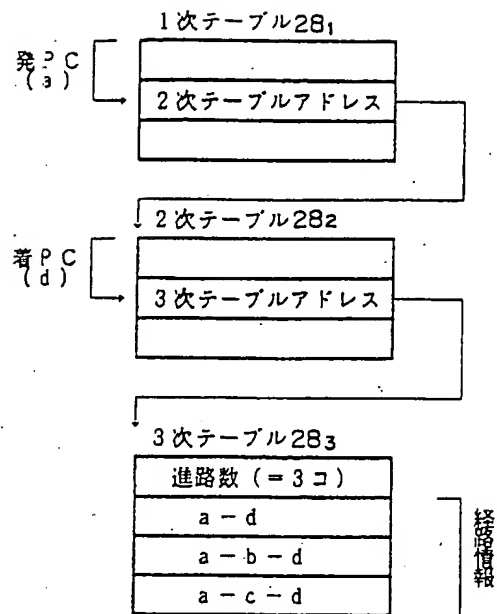 1次テーブル28₁
発PC
(a)
2次テーブルアドレス
2次テーブル28₂
着PC
(d)
3次テーブルアドレス
3次テーブル28₃
進路数(=3コ)
a-d
a-b-d
a-c-d
経路情報